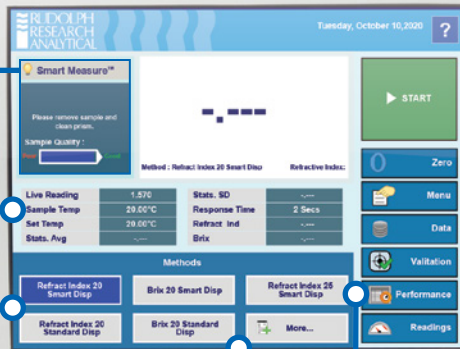 RUDOLPH
RESEARCH
ANALYTICAL
Tuesday, October 10,2020
?
Smart Measure™
Please remove sample and
clean prism.
Sample Quality :
Poor
Good
-.---
Method : Refract Index 20 Smart Disp
Refractive Index:
START
0 Zero
Menu
Data
Valitation
Performance
Readings
Live Reading 1.570 Stats. SD -.---
Sample Temp 20.00°C Response Time 2 Secs
Set Temp 20.00°C Refract Ind -.---
Stats. Avg -.--- Brix -.---
Methods
Refract Index 20
Smart Disp
Brix 20 Smart Disp
Refract Index 25
Smart Disp
Refract Index 20
Standard Disp
Brix 20 Standard
Disp
More...